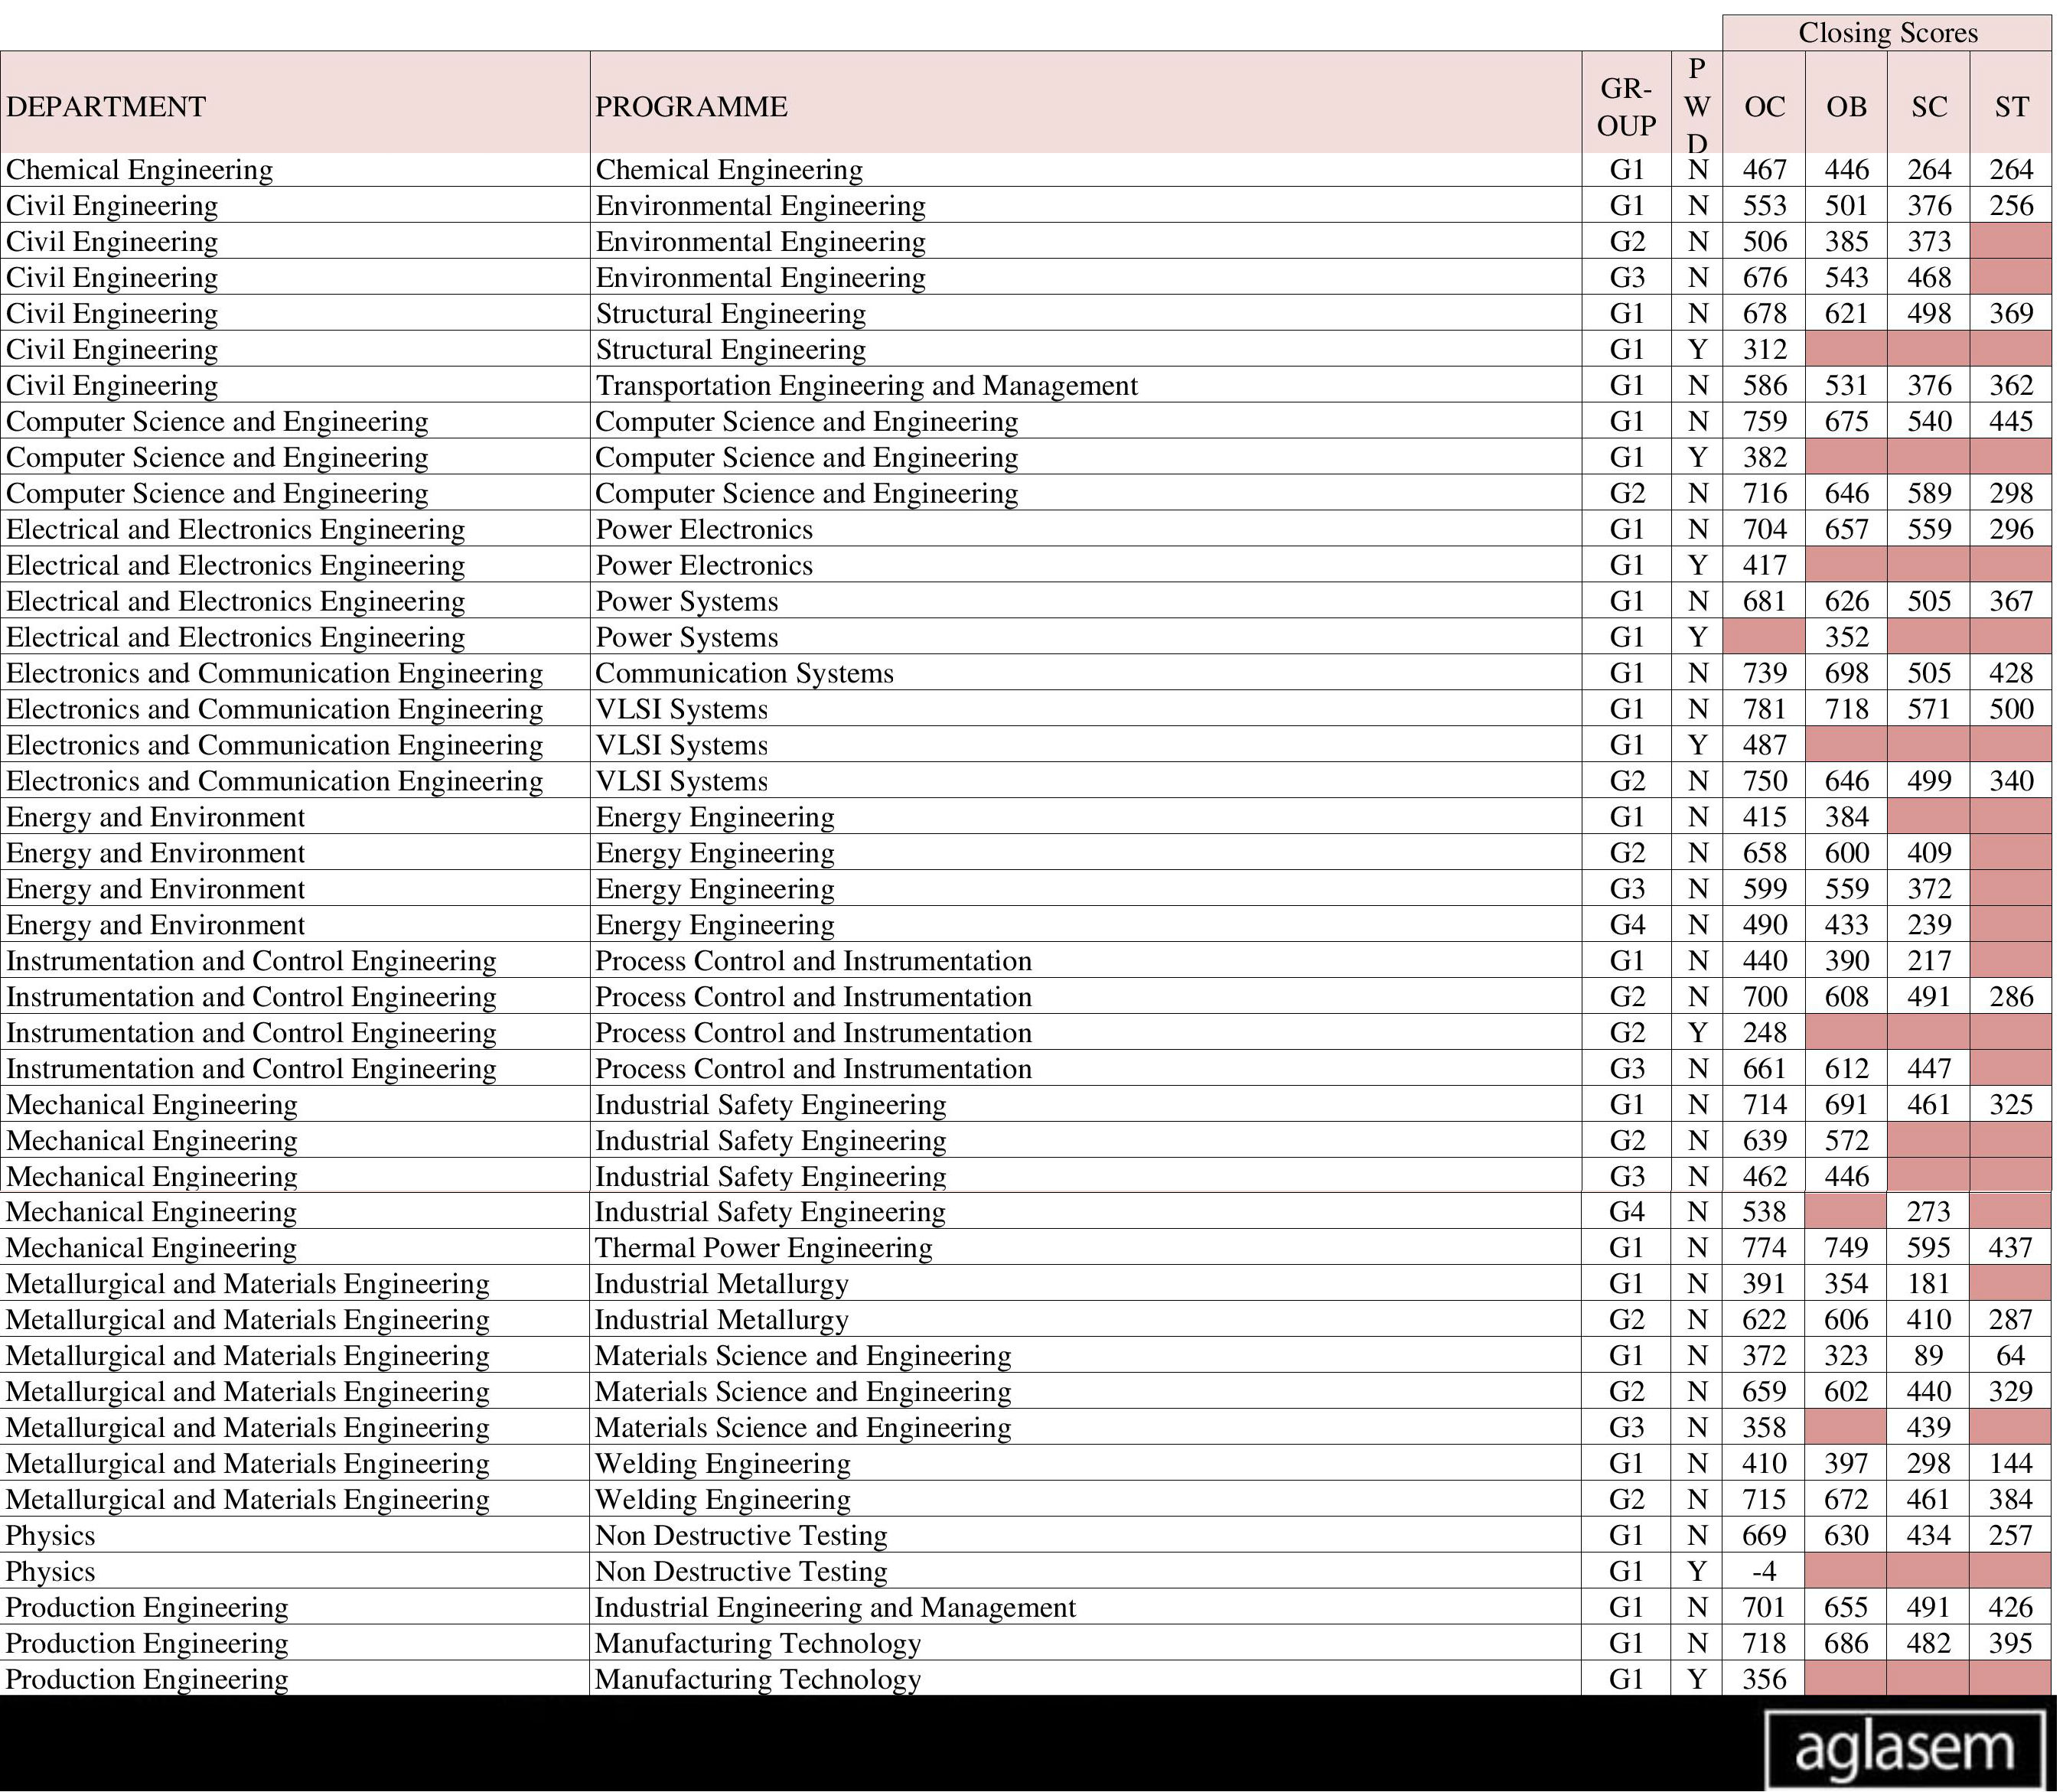 Closing Scores
DEPARTMENT PROGRAMME GR-OUP PWD OC OB SC ST
Chemical Engineering Chemical Engineering G1 N 467 446 264 264
Civil Engineering Environmental Engineering G1 N 553 501 376 256
Civil Engineering Environmental Engineering G2 N 506 385 373
Civil Engineering Environmental Engineering G3 N 676 543 468
Civil Engineering Structural Engineering G1 N 678 621 498 369
Civil Engineering Structural Engineering G1 Y 312
Civil Engineering Transportation Engineering and Management G1 N 586 531 376 362
Computer Science and Engineering Computer Science and Engineering G1 N 759 675 540 445
Computer Science and Engineering Computer Science and Engineering G1 Y 382
Computer Science and Engineering Computer Science and Engineering G2 N 716 646 589 298
Electrical and Electronics Engineering Power Electronics G1 N 704 657 559 296
Electrical and Electronics Engineering Power Electronics G1 Y 417
Electrical and Electronics Engineering Power Systems G1 N 681 626 505 367
Electrical and Electronics Engineering Power Systems G1 Y 352
Electronics and Communication Engineering Communication Systems G1 N 739 698 505 428
Electronics and Communication Engineering VLSI Systems G1 N 781 718 571 500
Electronics and Communication Engineering VLSI Systems G1 Y 487
Electronics and Communication Engineering VLSI Systems G2 N 750 646 499 340
Energy and Environment Energy Engineering G1 N 415 384
Energy and Environment Energy Engineering G2 N 658 600 409
Energy and Environment Energy Engineering G3 N 599 559 372
Energy and Environment Energy Engineering G4 N 490 433 239
Instrumentation and Control Engineering Process Control and Instrumentation G1 N 440 390 217
Instrumentation and Control Engineering Process Control and Instrumentation G2 N 700 608 491 286
Instrumentation and Control Engineering Process Control and Instrumentation G2 Y 248
Instrumentation and Control Engineering Process Control and Instrumentation G3 N 661 612 447
Mechanical Engineering Industrial Safety Engineering G1 N 714 691 461 325
Mechanical Engineering Industrial Safety Engineering G2 N 639 572
Mechanical Engineering Industrial Safety Engineering G3 N 462 446
Mechanical Engineering Industrial Safety Engineering G4 N 538 273
Mechanical Engineering Thermal Power Engineering G1 N 774 749 595 437
Metallurgical and Materials Engineering Industrial Metallurgy G1 N 391 354 181
Metallurgical and Materials Engineering Industrial Metallurgy G2 N 622 606 410 287
Metallurgical and Materials Engineering Materials Science and Engineering G1 N 372 323 89 64
Metallurgical and Materials Engineering Materials Science and Engineering G2 N 659 602 440 329
Metallurgical and Materials Engineering Materials Science and Engineering G3 N 358 439
Metallurgical and Materials Engineering Welding Engineering G1 N 410 397 298 144
Metallurgical and Materials Engineering Welding Engineering G2 N 715 672 461 384
Physics Non Destructive Testing G1 N 669 630 434 257
Physics Non Destructive Testing G1 Y -4
Production Engineering Industrial Engineering and Management G1 N 701 655 491 426
Production Engineering Manufacturing Technology G1 N 718 686 482 395
Production Engineering Manufacturing Technology G1 Y 356
aglasem